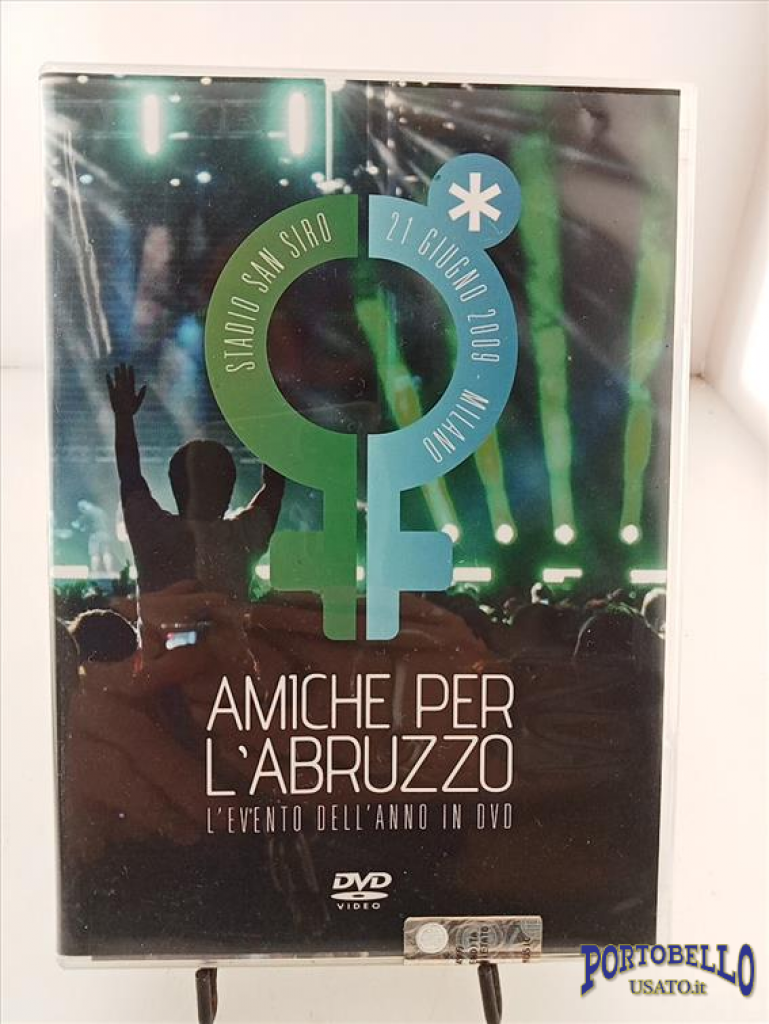 STADIO SAN SIRO
21 GIUGNO 2009 - MILANO
*
AMICHE PER
L'ABRUZZO
L'EVENTO DELL'ANNO IN DVD
DVD
VIDEO
PORTOBELLO
USATO.it